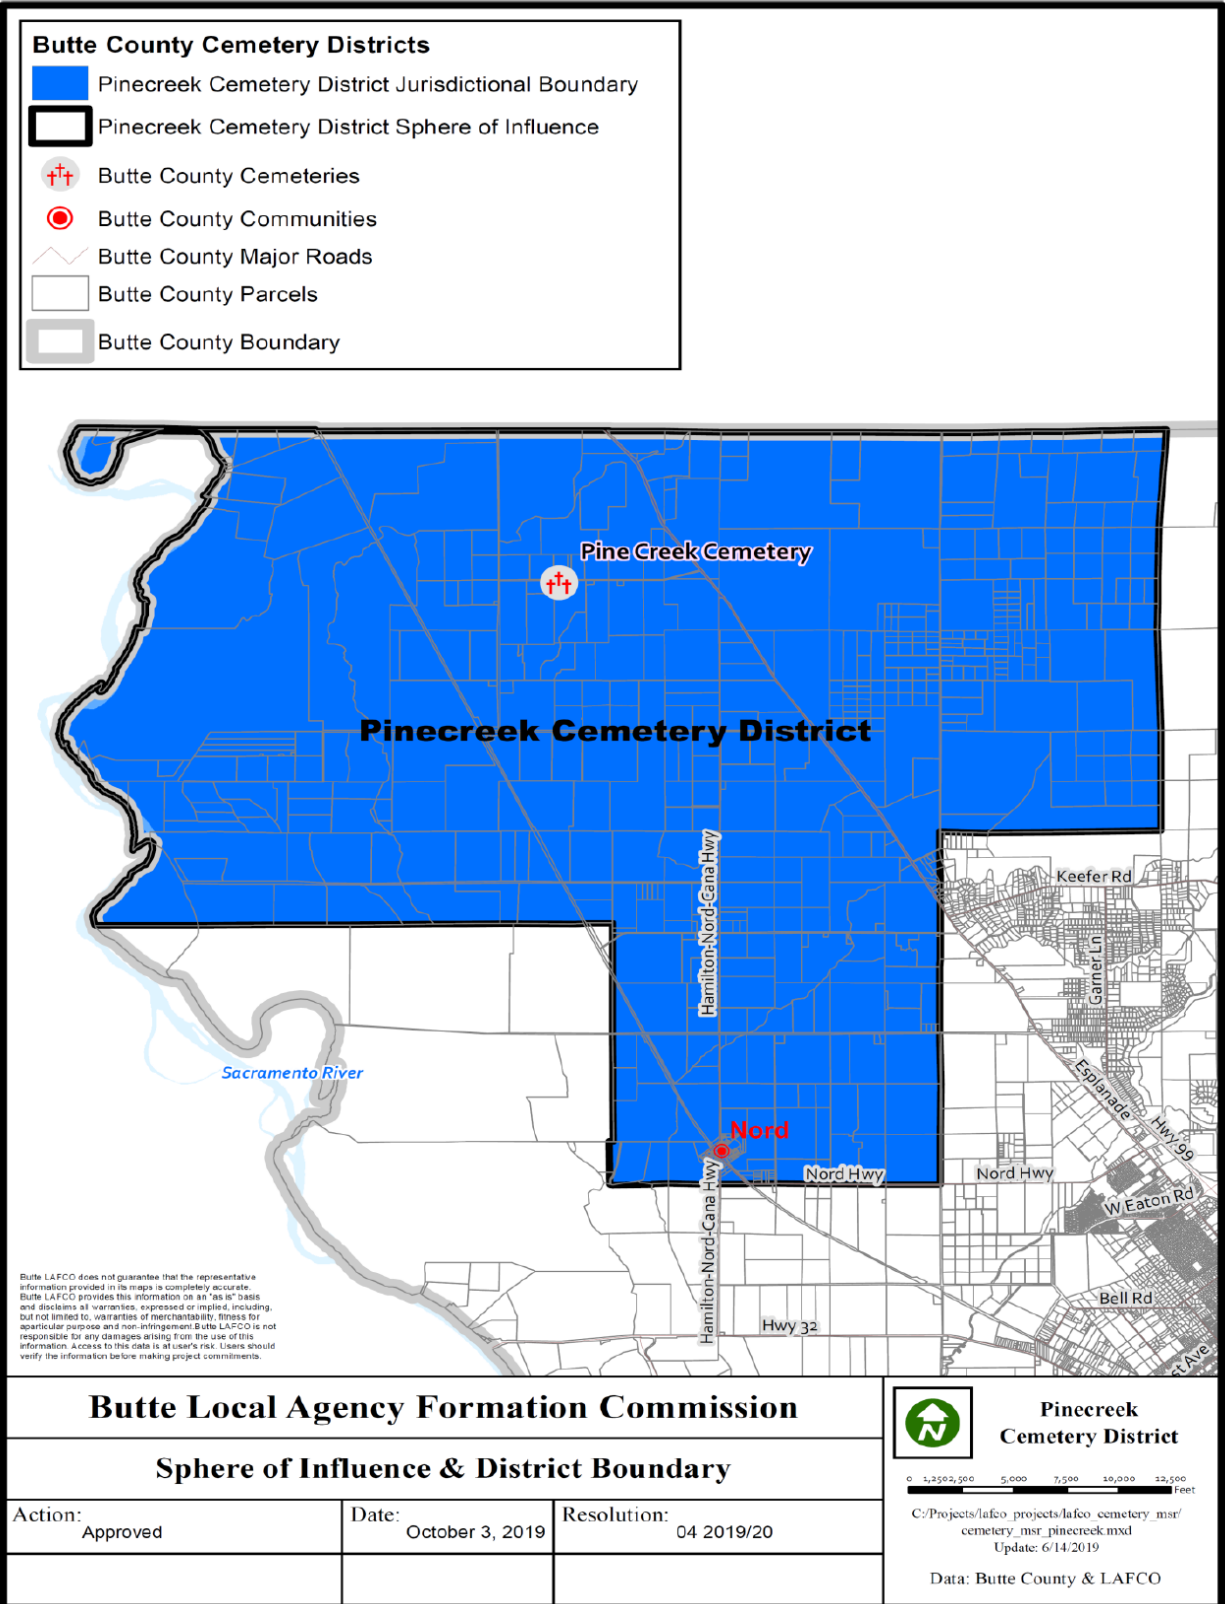 Butte County Cemetery Districts
Pinecreek Cemetery District Jurisdictional Boundary
Pinecreek Cemetery District Sphere of Influence
Butte County Cemeteries
Butte County Communities
Butte County Major Roads
Butte County Parcels
Butte County Boundary
Pine Creek Cemetery
Pinecreek Cemetery District
Hamilton-Nord-Cana Hwy
Keefer Rd
Garner Ln
Sacramento River
Esplanade
Hwy 99
Nord
Nord Hwy
Nord Hwy
W Eaton Rd
Hamilton-Nord-Cana Hwy
Bell Rd
Hwy 32
st Ave
Butte LAFCO does not guarantee that the representative
information provided in its maps is completely accurate.
Butte LAFCO provides this information on an "as is" basis
and disclaims all warranties, expressed or implied, including,
but not limited to, warranties of merchantability, fitness for
aparticular purpose and non-infringement.Butte LAFCO is not
responsible for any damages arising from the use of this
information. Access to this data is at user's risk. Users should
verify the information before making project commitments.
Butte Local Agency Formation Commission
Sphere of Influence & District Boundary
Action:
Approved
Date:
October 3, 2019
Resolution:
04 2019/20
N
Pinecreek
Cemetery District
0 1,250 2,500 5,000 7,500 10,000 12,500
Feet
C:/Projects/lafco_projects/lafco_cemetery_msr/
cemetery_msr_pinecreek.mxd
Update: 6/14/2019
Data: Butte County & LAFCO